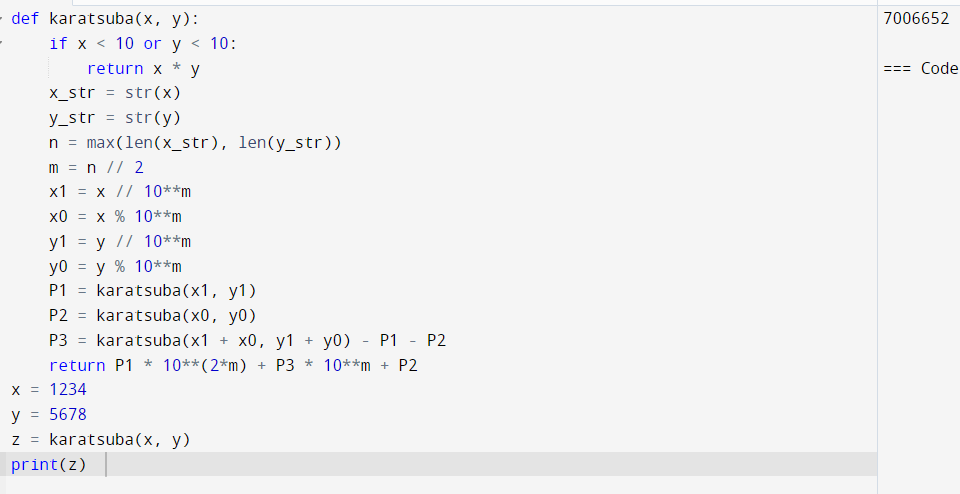 def karatsuba(x, y):
    if x < 10 or y < 10:
        return x * y
    x_str = str(x)
    y_str = str(y)
    n = max(len(x_str), len(y_str))
    m = n // 2
    x1 = x // 10**m
    x0 = x % 10**m
    y1 = y // 10**m
    y0 = y % 10**m
    P1 = karatsuba(x1, y1)
    P2 = karatsuba(x0, y0)
    P3 = karatsuba(x1 + x0, y1 + y0) - P1 - P2
    return P1 * 10**(2*m) + P3 * 10**m + P2
x = 1234
y = 5678
z = karatsuba(x, y)
print(z)
7006652
=== Code